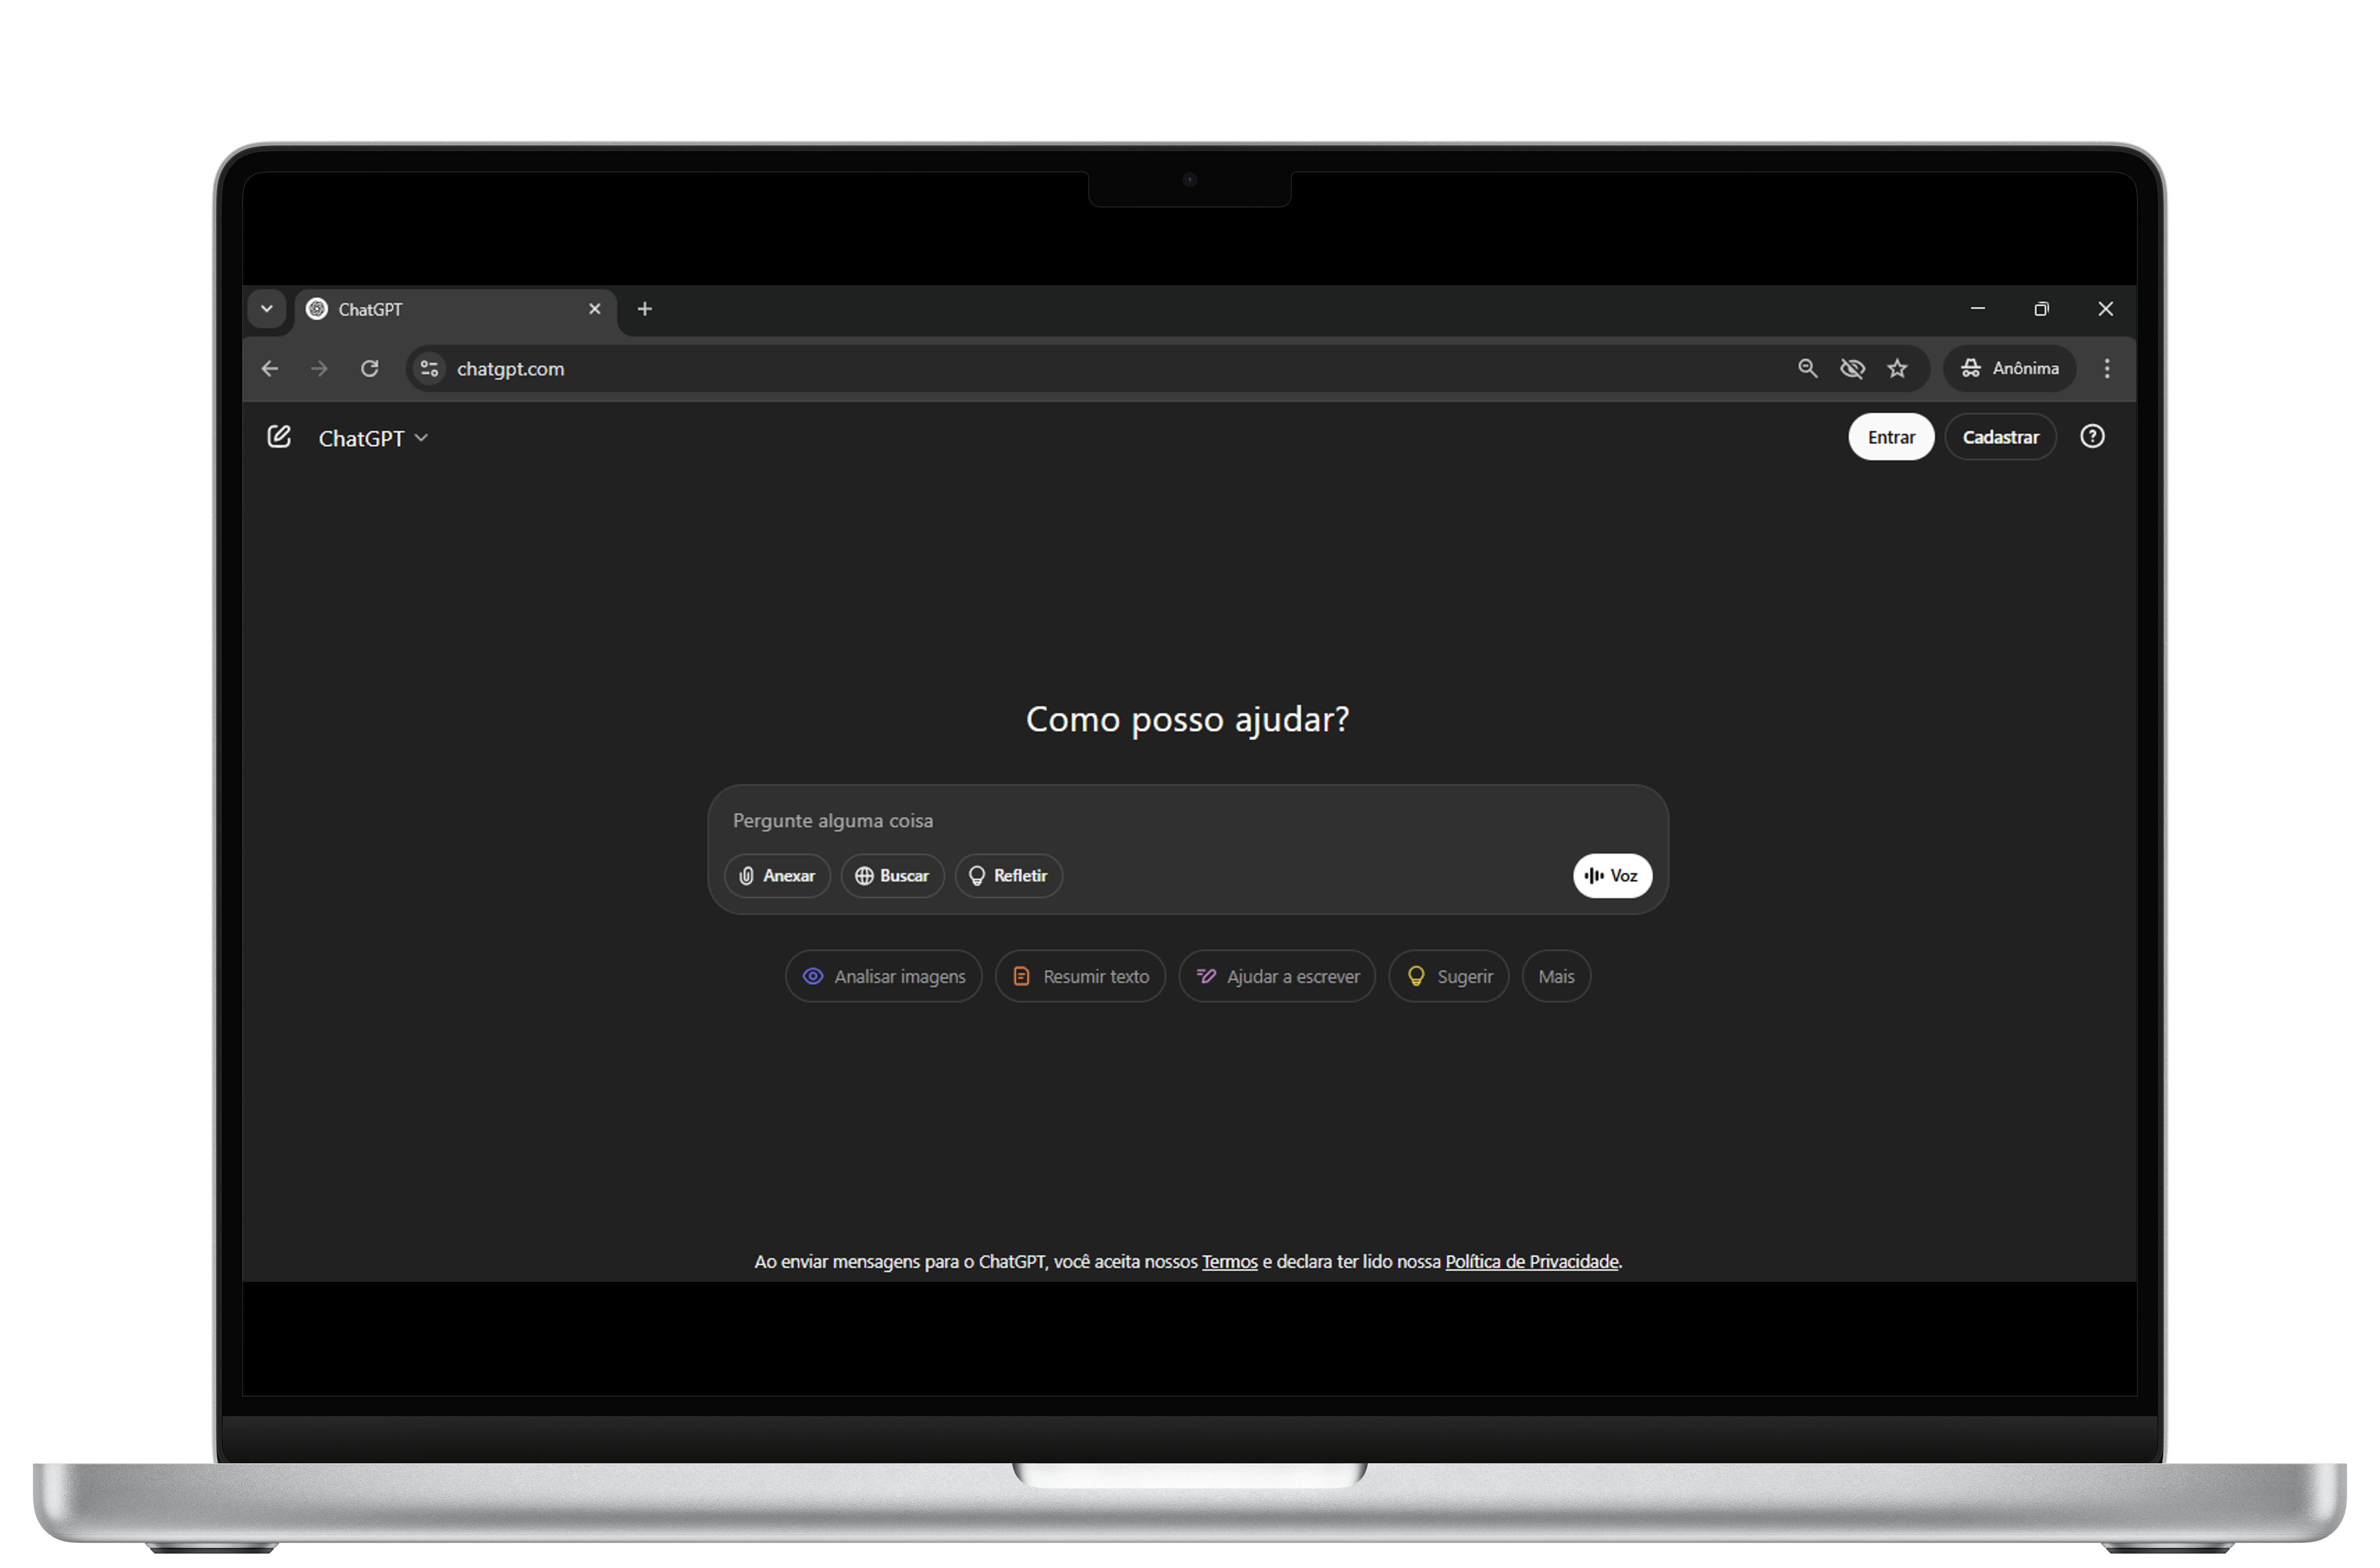 ChatGPT
chatgpt.com
Anônima
ChatGPT
Entrar
Cadastrar
Como posso ajudar?
Pergunte alguma coisa
Anexar
Buscar
Refletir
Voz
Analisar imagens
Resumir texto
Ajudar a escrever
Sugerir
Mais
Ao enviar mensagens para o ChatGPT, você aceita nossos Termos e declara ter lido nossa Política de Privacidade.